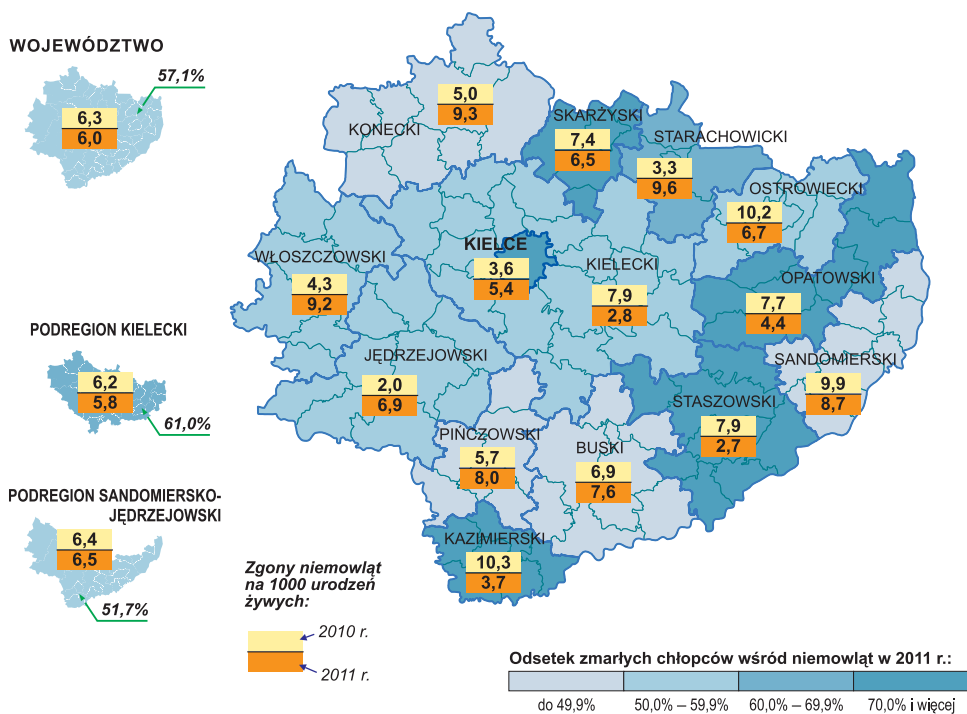 WOJEWÓDZTWO
57,1%
6,3
6,0
PODREGION KIELECKI
6,2
5,8
61,0%
PODREGION SANDOMIERSKO-
JĘDRZEJOWSKI
6,4
6,5
51,7%
5,0
9,3
KONECKI
SKARŻYSKI
7,4
6,5
STARACHOWICKI
3,3
9,6
OSTROWIECKI
10,2
6,7
WŁOSZCZOWSKI
4,3
9,2
KIELCE
3,6
5,4
KIELECKI
7,9
2,8
OPATOWSKI
7,7
4,4
JĘDRZEJOWSKI
2,0
6,9
SANDOMIERSKI
9,9
8,7
STASZOWSKI
7,9
2,7
PIŃCZOWSKI
5,7
8,0
BUSKI
6,9
7,6
KAZIMIERSKI
10,3
3,7
Zgony niemowląt
na 1000 urodzeń
żywych:
2010 r.
2011 r.
Odsetek zmarłych chłopców wśród niemowląt w 2011 r.:
do 49,9%
50,0% – 59,9%
60,0% – 69,9%
70,0% i więcej